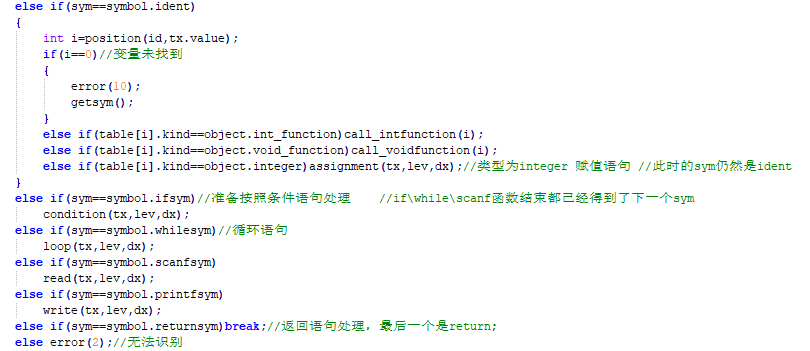 else if(sym==symbol.ident)
{
int i=position(id,tx.value);
if(i==0)//变量未找到
{
error(10);
getsym();
}
else if(table[i].kind==object.int_function)call_intfunction(i);
else if(table[i].kind==object.void_function)call_voidfunction(i);
else if(table[i].kind==object.integer)assignment(tx,lev,dx);//类型为integer 赋值语句 //此时的sym仍然是ident
}
else if(sym==symbol.ifsym)//准备按照条件语句处理    //if\while\scanf函数结束都已经得到了下一个sym
condition(tx,lev,dx);
else if(sym==symbol.whilesym)//循环语句
loop(tx,lev,dx);
else if(sym==symbol.scanfsym)
read(tx,lev,dx);
else if(sym==symbol.printfsym)
write(tx,lev,dx);
else if(sym==symbol.returnsym)break;//返回语句处理，最后一个是return;
else error(2);//无法识别